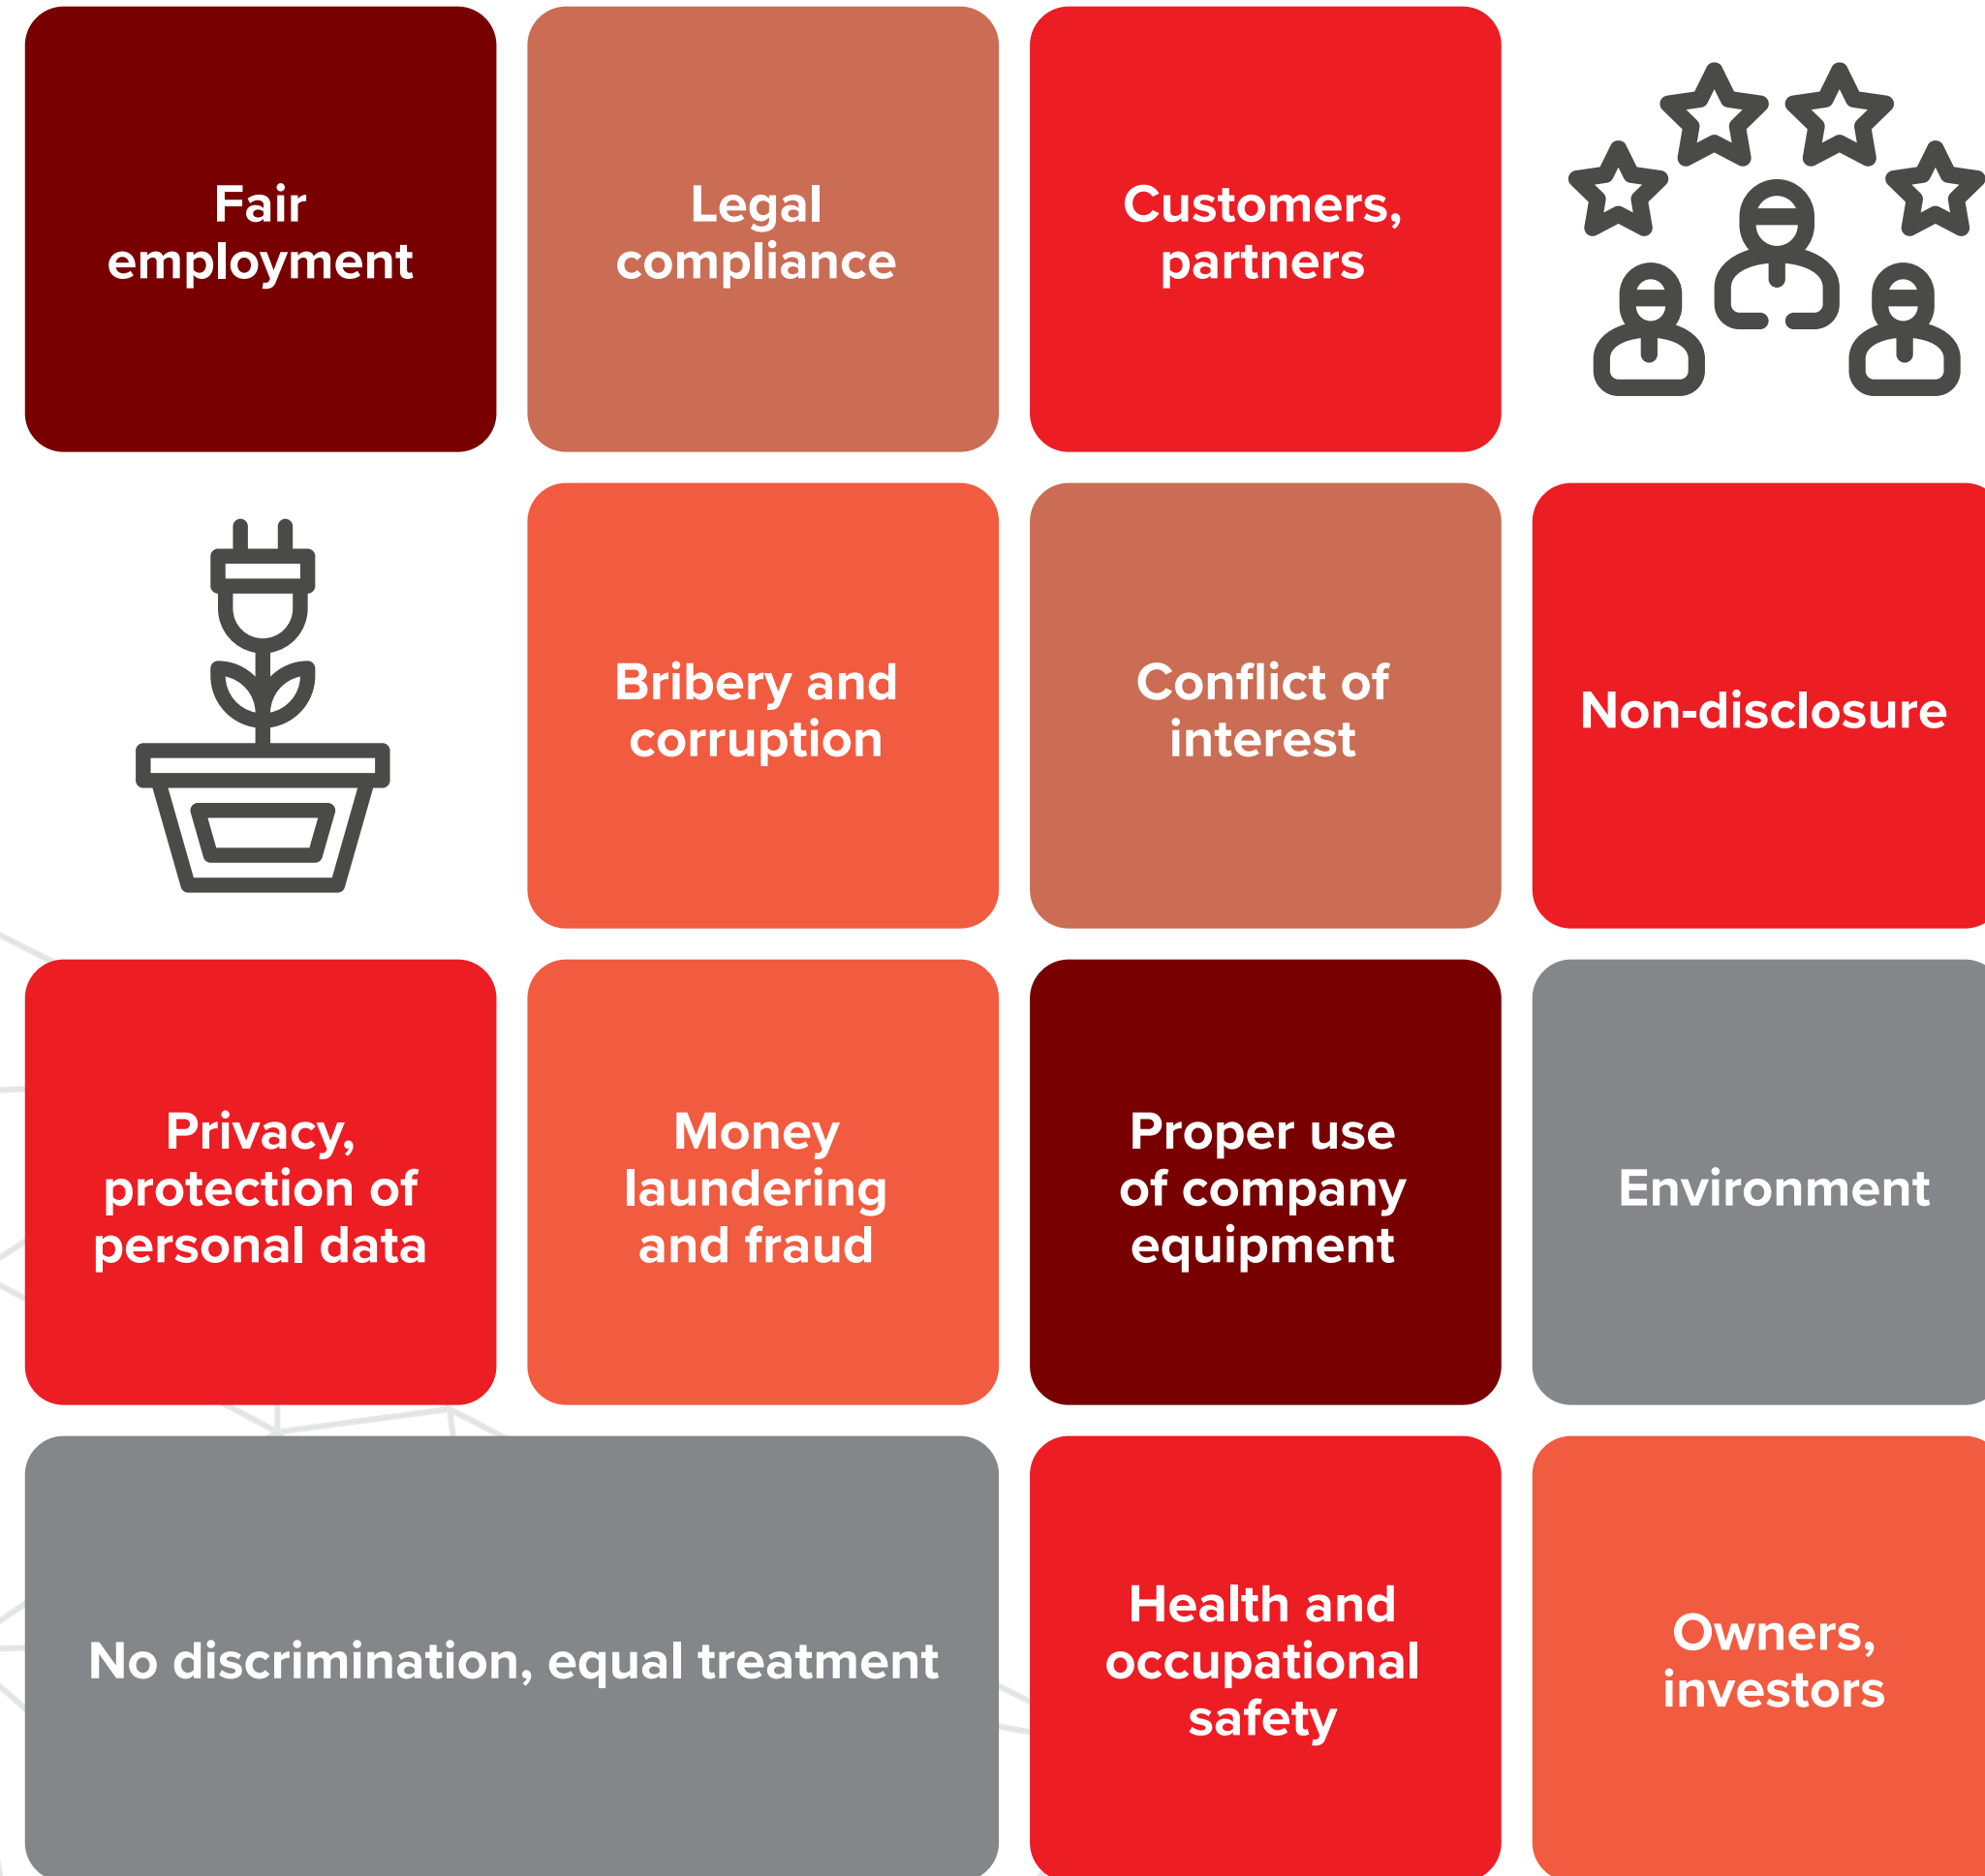 Fair
employment
Legal
compliance
Customers,
partners
Bribery and
corruption
Conflict of
interest
Non-disclosure
Privacy,
protection of
personal data
Money
laundering
and fraud
Proper use
of company
equipment
Environment
No discrimination, equal treatment
Health and
occupational
safety
Owners,
investors